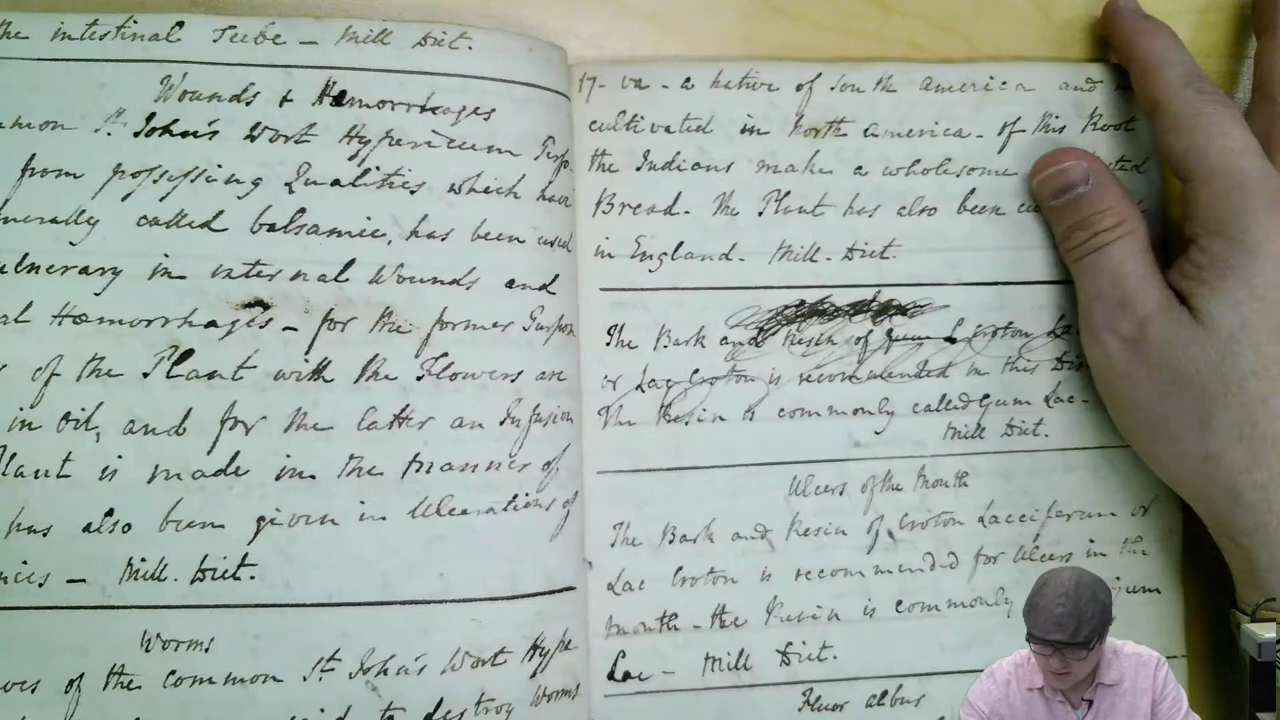 the intestinal Tube - Mill Dict.
Wounds & Hæmorrhages
St. John's Wort Hypericum
from possessing Qualities which have
called balsamic, has been used
in internal Wounds and
Hæmorrhages - for the former
of the Plant with the Flowers are
in Oil, and for the latter an Infusion
is made in the manner of
has also been given in Ulcerations of
- Mill. Dict.
Worms
of the common St. John's Wort Hype
to destroy Worms
17- va - a native of South America and
cultivated in North America - of this Root
the Indians make a wholesome
Bread. The Plant has also been
in England - Mill. Dict.
The Bark and Resin of Croton
or Lac Croton is recommended in this
The Resin is commonly called Gum Lac -
Mill Dict.
Ulcers of the Mouth
The Bark and Resin of Croton Lacciferum or
Lac Croton is recommended for Ulcers in the
Mouth - the Resin is commonly
Lac - Mill Dict.
Fluor albus